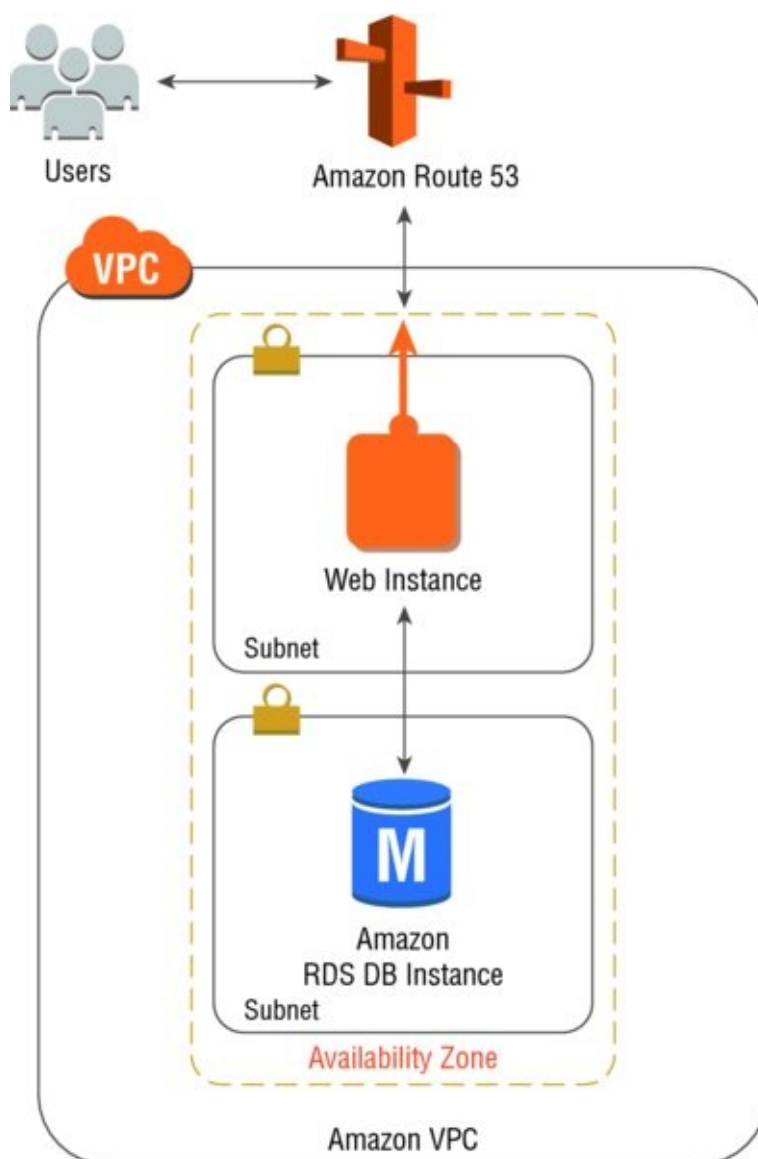 Users
Amazon Route 53
VPC
Web Instance
Subnet
M
Amazon
RDS DB Instance
Subnet
Availability Zone
Amazon VPC